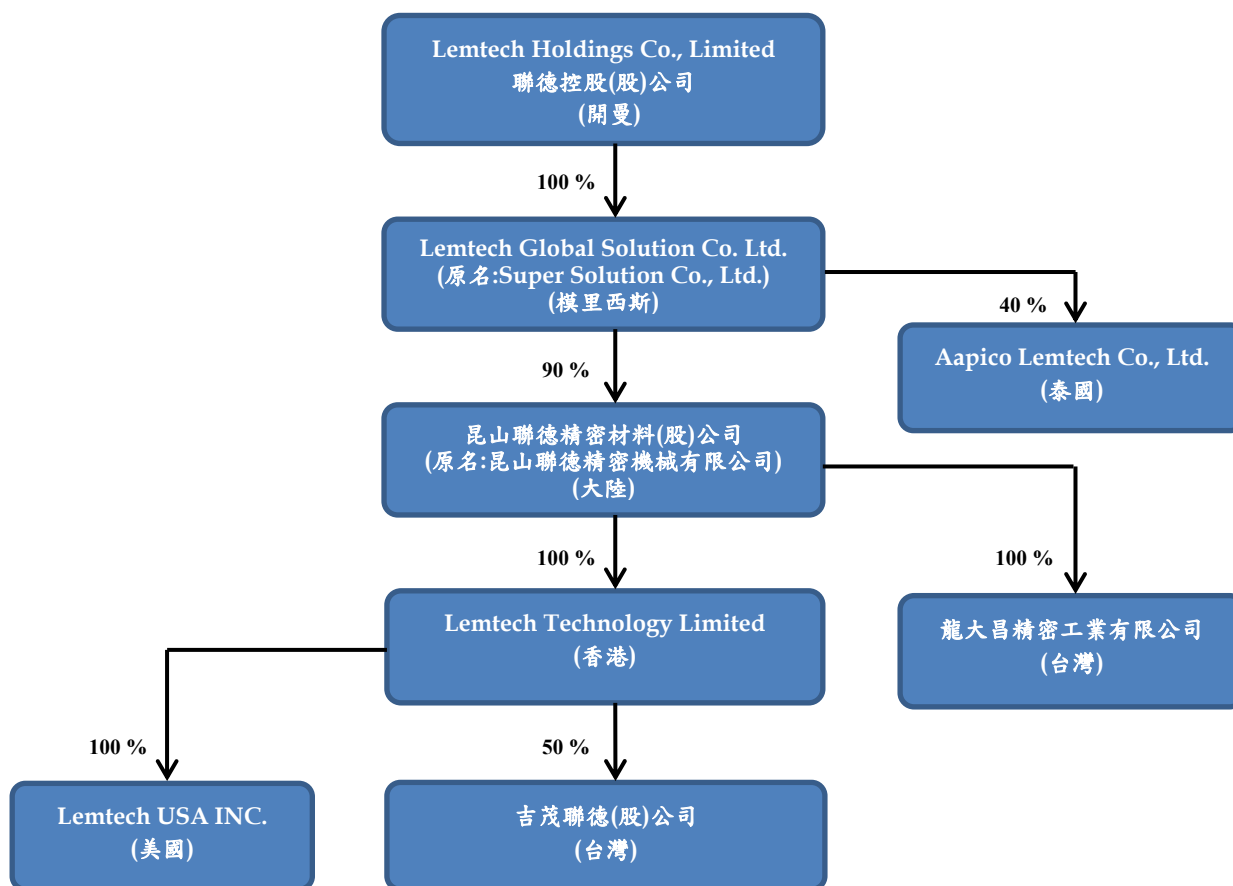 Lemtech Holdings Co., Limited
聯德控股(股)公司
(開曼)
100 %
Lemtech Global Solution Co. Ltd.
(原名:Super Solution Co., Ltd.)
(模里西斯)
40 %
Aapico Lemtech Co., Ltd.
(泰國)
90 %
昆山聯德精密材料(股)公司
(原名:昆山聯德精密機械有限公司)
(大陸)
100 %
100 %
Lemtech Technology Limited
(香港)
龍大昌精密工業有限公司
(台灣)
100 %
50 %
Lemtech USA INC.
(美國)
吉茂聯德(股)公司
(台灣)